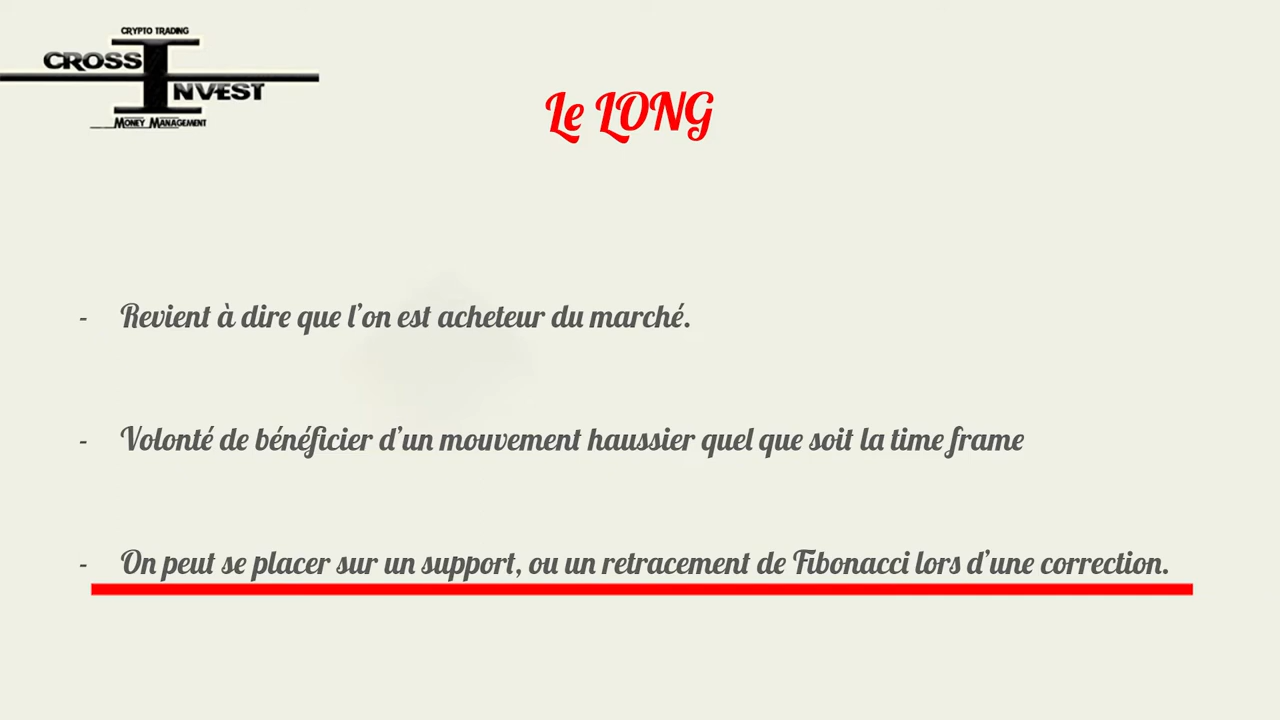 CRYPTO TRADING
CROSS
INVEST
MONEY MANAGEMENT
Le LONG
- Revient à dire que l'on est acheteur du marché.
- Volonté de bénéficier d'un mouvement haussier quel que soit la time frame
- On peut se placer sur un support, ou un retracement de Fibonacci lors d'une correction.